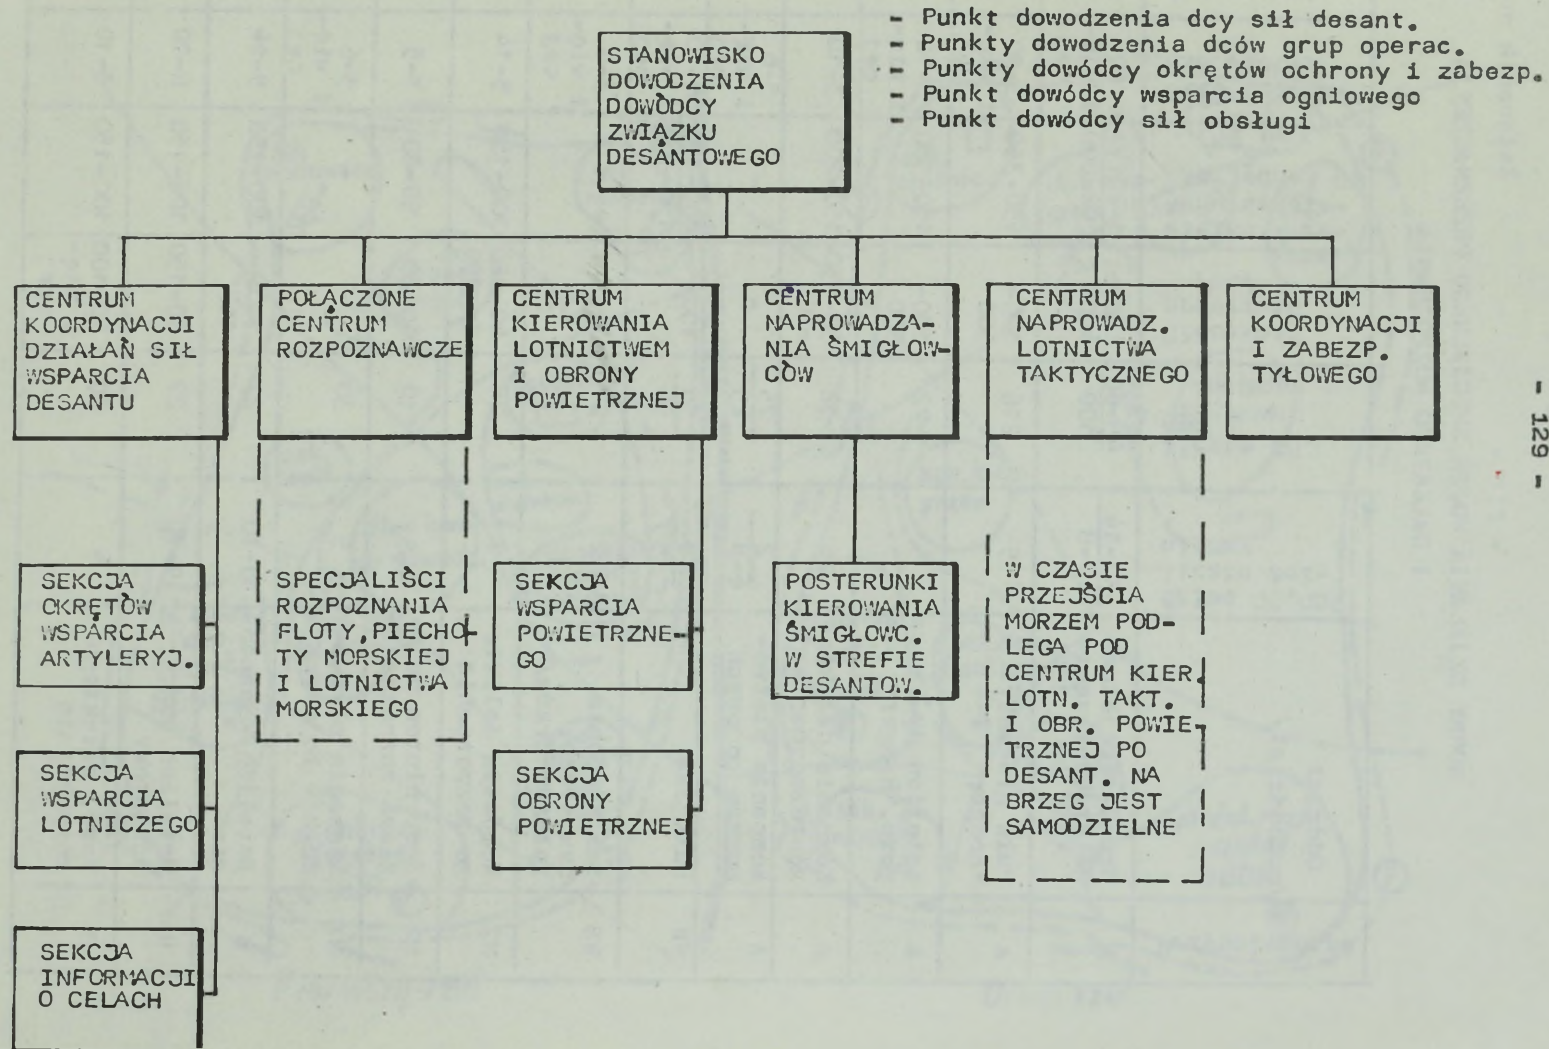 STANOWISKO
DOWODZENIA
DOWÓDCY
ZWIĄZKU
DESANTOWEGO
- Punkt dowodzenia dcy sił desant.
- Punkty dowodzenia dców grup operac.
- Punkty dowódcy okrętów ochrony i zabezp.
- Punkt dowódcy wsparcia ogniowego
- Punkt dowódcy sił obsługi
CENTRUM
KOORDYNACJI
DZIAŁAŃ SIŁ
WSPARCIA
DESANTU
POŁĄCZONE
CENTRUM
ROZPOZNAWCZE
CENTRUM
KIEROWANIA
LOTNICTWEM
I OBRONY
POWIETRZNEJ
CENTRUM
NAPROWADZA-
NIA ŚMIGŁOW-
CÓW
CENTRUM
NAPROWADZ.
LOTNICTWA
TAKTYCZNEGO
CENTRUM
KOORDYNACJI
I ZABEZP.
TYŁOWEGO
SEKCJA
OKRĘTÓW
WSPARCIA
ARTYLERYJ.
SPECJALIŚCI
ROZPOZNANIA
FLOTY,PIECHO-
TY MORSKIEJ
I LOTNICTWA
MORSKIEGO
SEKCJA
WSPARCIA
POWIETRZNE-
GO
POSTERUNKI
KIEROWANIA
ŚMIGŁOWC.
W STREFIE
DESANTOW.
W CZASIE
PRZEJŚCIA
MORZEM POD-
LEGA POD
CENTRUM KIER.
LOTN. TAKT.
I OBR. POWIE-
TRZNEJ PO
DESANT. NA
BRZEG JEST
SAMODZIELNE
SEKCJA
WSPARCIA
LOTNICZEGO
SEKCJA
OBRONY
POWIETRZNEJ
SEKCJA
INFORMACJI
O CELACH
- 129 -